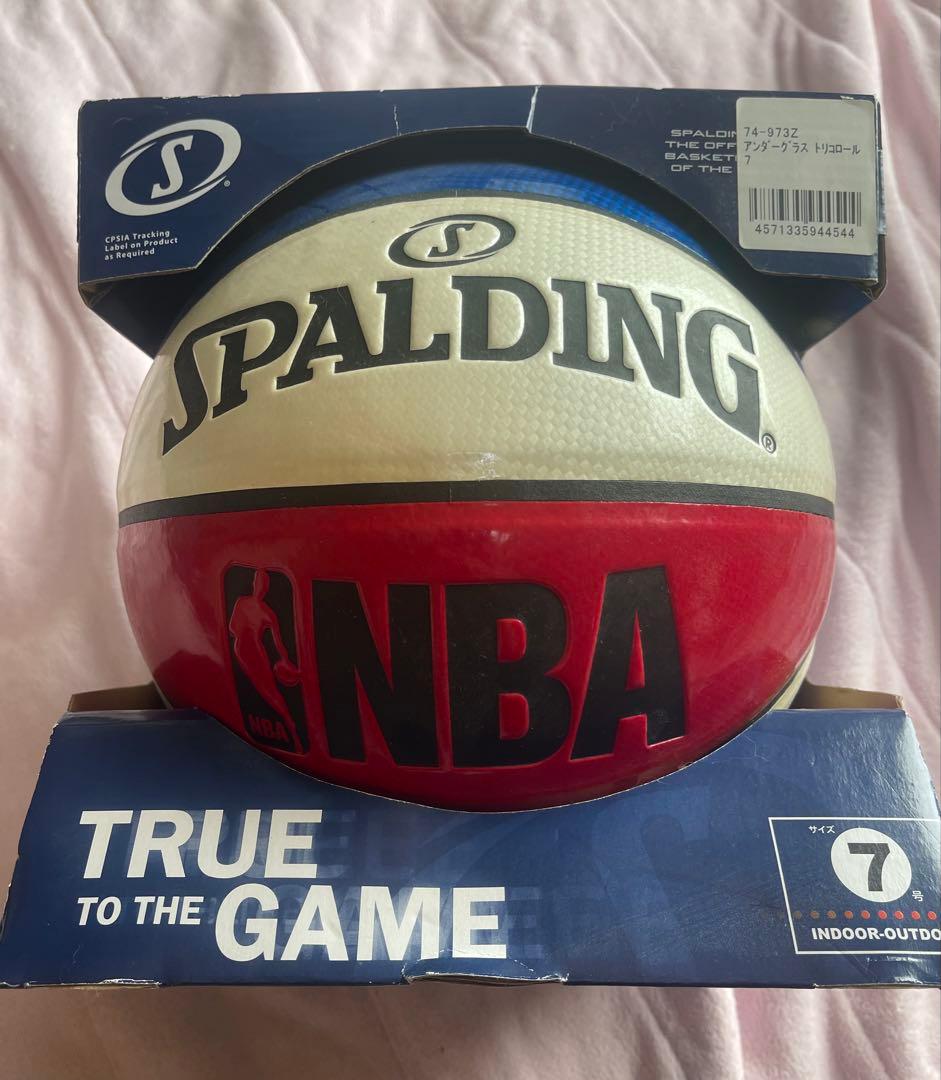 S
CPSIA Tracking
Label on Product
as Required
SPALDIN
THE OFF
BASKET
OF THE
74-973Z
アンダーグラス トリコロール
7
4571335944544
S
SPALDING®
NBA
NBA
TRUE
TO THE GAME
サイズ
7
号
INDOOR-OUTDO